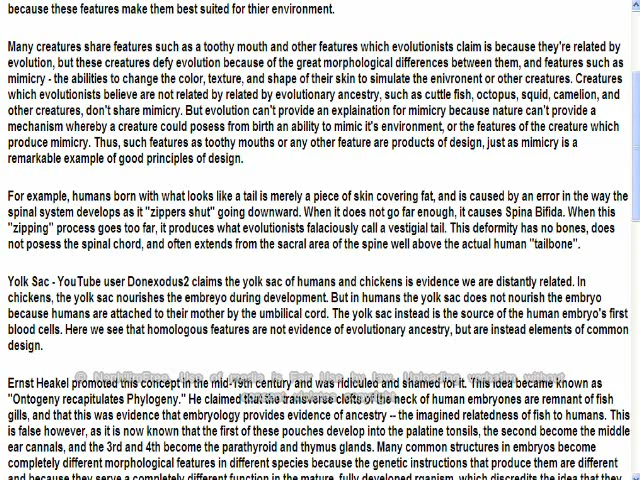 because these features make them best suited for thier environment.
Many creatures share features such as a toothy mouth and other features which evolutionists claim is because they're related by
evolution, but these creatures defy evolution because of the great morphological differences between them, and features such as
mimicry - the abilities to change the color, texture, and shape of their skin to simulate the enivronent or other creatures. Creatures
which evolutionists believe are not related by related by evolutionary ancestry, such as cuttle fish, octopus, squid, camelion, and
other creatures, don't share mimicry. But evolution can't provide an explaination for mimicry because nature can't provide a
mechanism whereby a creature could posess from birth an ability to mimic it's environment, or the features of the creature which
produce mimicry. Thus, such features as toothy mouths or any other feature are products of design, just as mimicry is a
remarkable example of good principles of design.
For example, humans born with what looks like a tail is merely a piece of skin covering fat, and is caused by an error in the way the
spinal system develops as it "zippers shut" going downward. When it does not go far enough, it causes Spina Bifida. When this
"zipping" process goes too far, it produces what evolutionists falaciously call a vestigial tail. This deformity has no bones, does
not possess the spinal chord, and often extends from the sacral area of the spine well above the actual human "tailbone".
Yolk Sac - YouTube user Donexodus2 claims the yolk sac of humans and chickens is evidence we are distantly related. In
chickens, the yolk sac nourishes the embreyo during development. But in humans the yolk sac does not nourish the embryo
because humans are attached to their mother by the umbilical cord. The yolk sac instead is the source of the human embryo's first
blood cells. Here we see that homologous features are not evidence of evolutionary ancestry, but are instead elements of common
design.
Ernst Heakel promoted this concept in the mid-19th century and was ridiculed and shamed for it. This idea became known as
"Ontogeny recapitulates Phylogeny." He claimed that the trasverse clefts of the neck of human embryones are remnant of fish
gills, and that this was evidence that embryology provides evidence of ancestry -- the imagined relatedness of fish to humans. This
is false however, as it is now known that the first of these pouches develop into the palatine tonsils, the second become the middle
ear cannals, and the 3rd and 4th become the parathyroid and thymus glands. Many common structures in embryos become
completely different morphological features in different species because the genetic instructions that produce them are different
and because they serve a completely different function in the mature, fully developed rganism, which discredits the idea that they